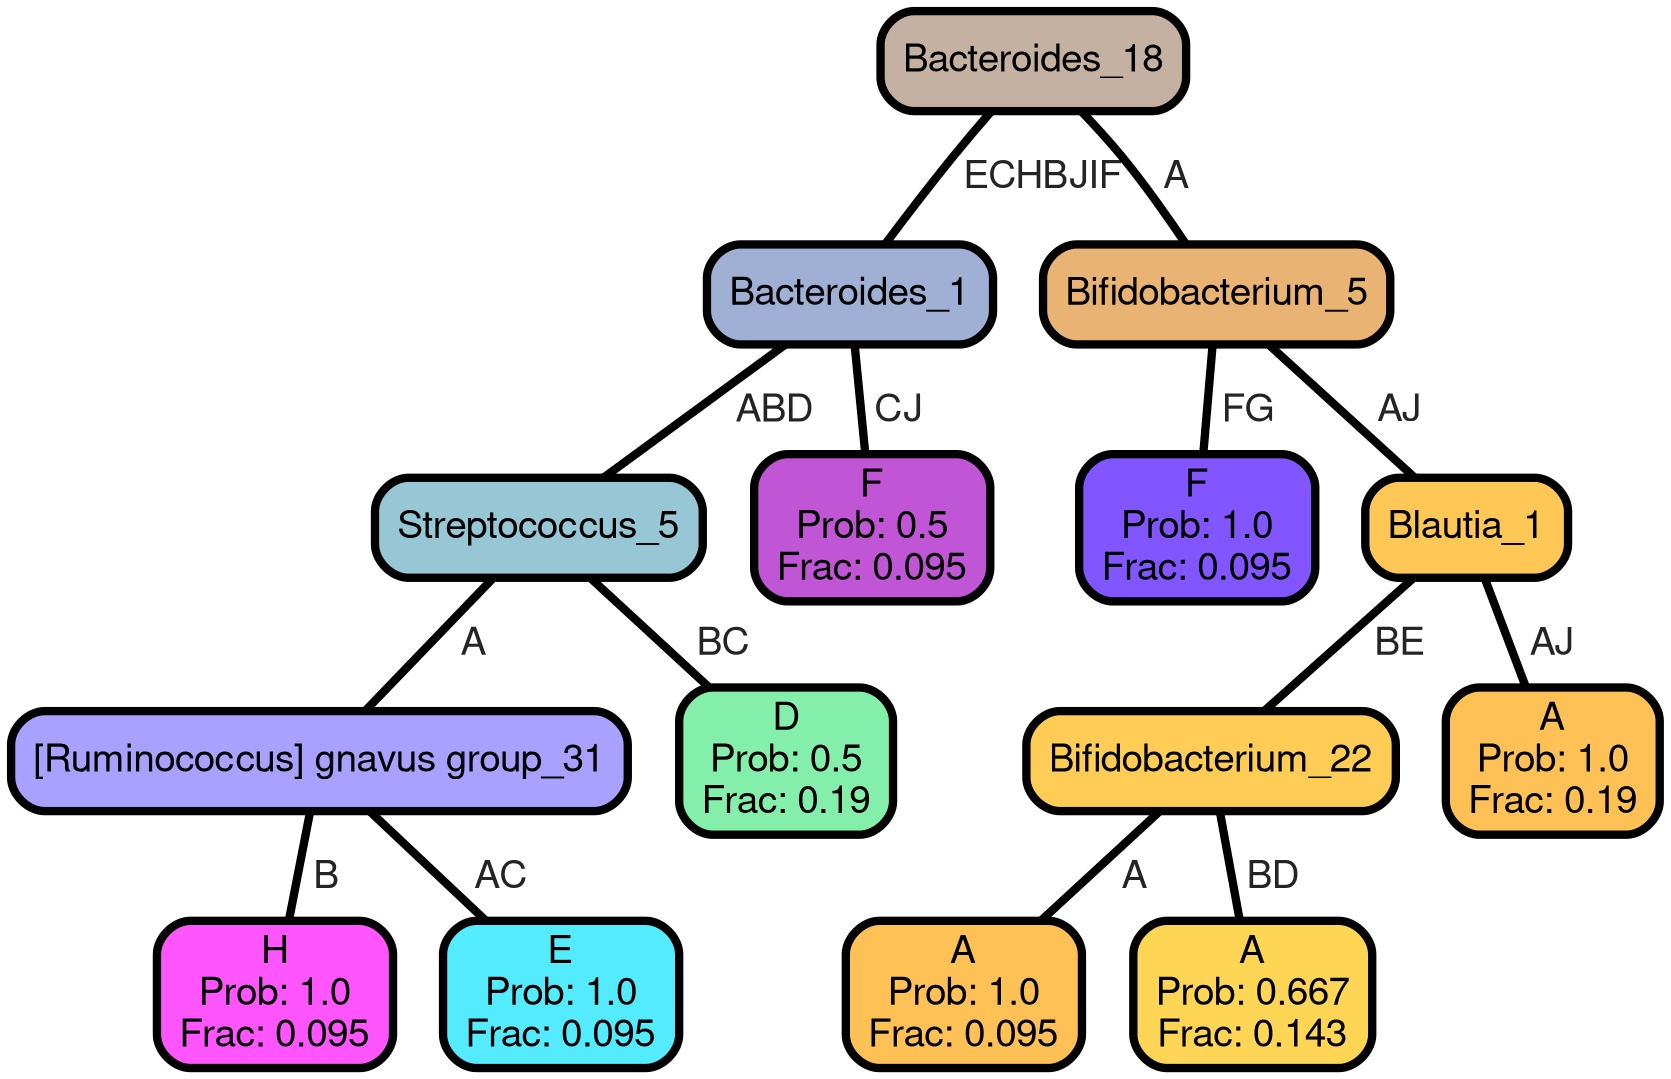 Bacteroides_18
ECHBJIF
A
Bacteroides_1
Bifidobacterium_5
ABD
CJ
FG
AJ
Streptococcus_5
F
Prob: 0.5
Frac: 0.095
F
Prob: 1.0
Frac: 0.095
Blautia_1
A
BC
BE
AJ
[Ruminococcus] gnavus group_31
D
Prob: 0.5
Frac: 0.19
Bifidobacterium_22
A
Prob: 1.0
Frac: 0.19
B
AC
A
BD
H
Prob: 1.0
Frac: 0.095
E
Prob: 1.0
Frac: 0.095
A
Prob: 1.0
Frac: 0.095
A
Prob: 0.667
Frac: 0.143